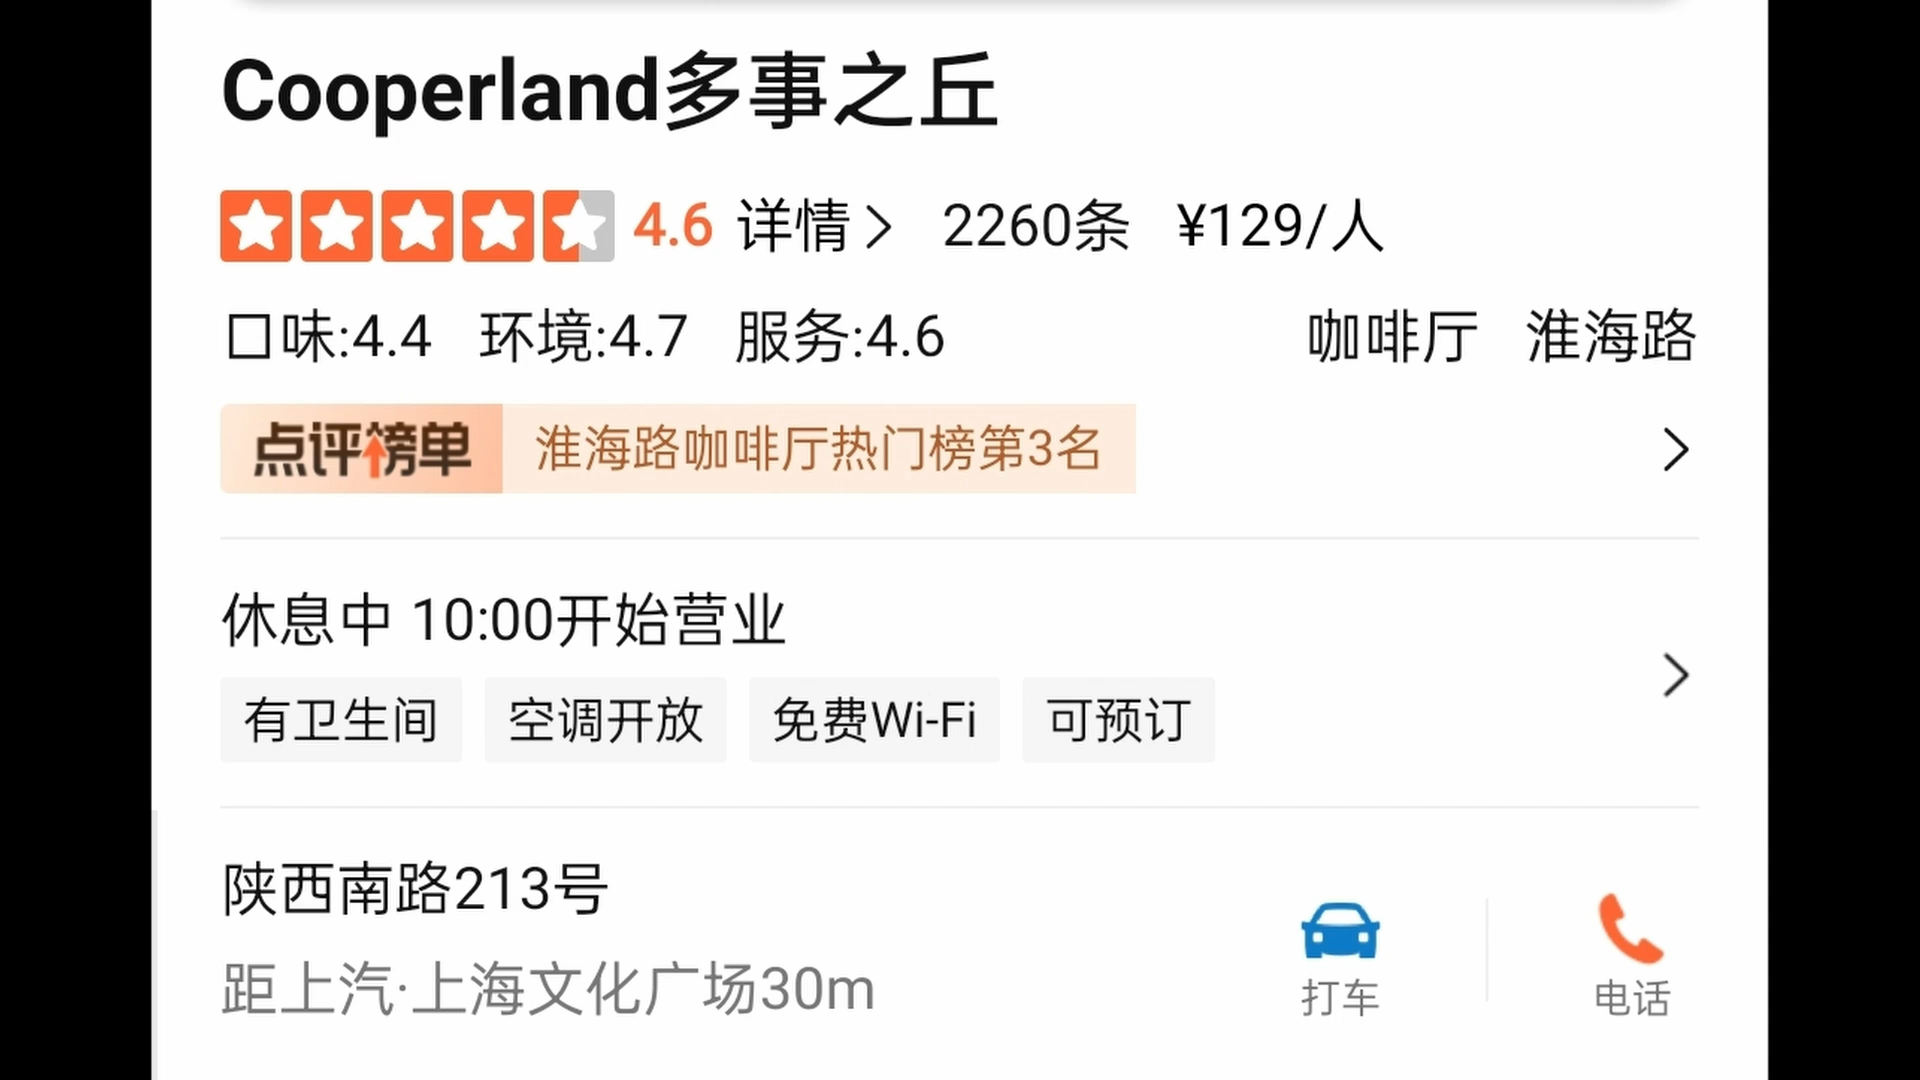 Cooperland多事之丘
4.6 详情 2260条 ¥129/人
口味:4.4 环境:4.7 服务:4.6 咖啡厅 淮海路
点评榜单 淮海路咖啡厅热门榜第3名
休息中 10:00开始营业
有卫生间 空调开放 免费Wi-Fi 可预订
陕西南路213号
距上汽·上海文化广场30m
打车 电话